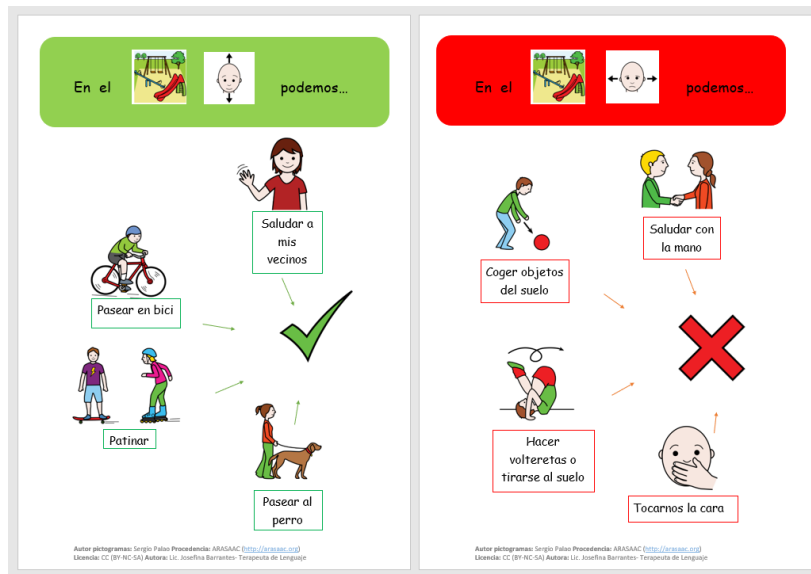 En el podemos...
Saludar a
mis
vecinos
Pasear en bici
Patinar
Pasear al
perro
Autor pictogramas: Sergio Palao Procedencia: ARASAAC (http://arasaac.org)
Licencia: CC (BY-NC-SA) Autora: Lic. Josefina Barrantes- Terapeuta de Lenguaje
En el podemos...
Saludar con
la mano
Coger objetos
del suelo
Hacer
volteretas o
tirarse al suelo
Tocarnos la cara
Autor pictogramas: Sergio Palao Procedencia: ARASAAC (http://arasaac.org)
Licencia: CC (BY-NC-SA) Autora: Lic. Josefina Barrantes- Terapeuta de Lenguaje